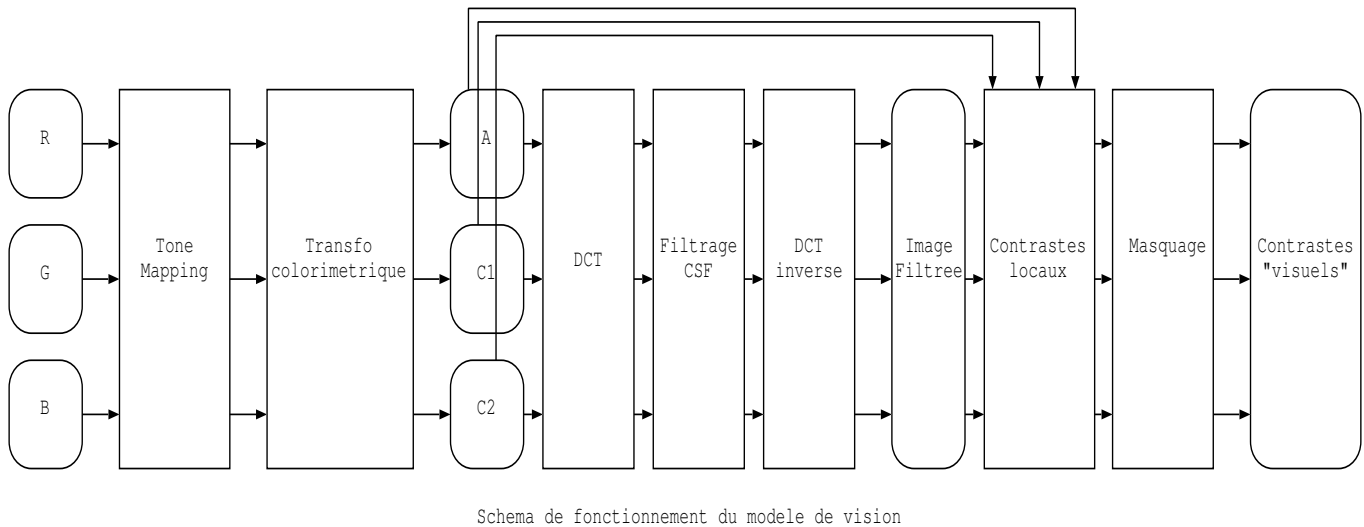 R
G
B
Tone
Mapping
Transfo
colorimetrique
A
C1
C2
DCT
Filtrage
CSF
DCT
inverse
Image
Filtree
Contrastes
locaux
Masquage
Contrastes
"visuels"
Schema de fonctionnement du modele de vision